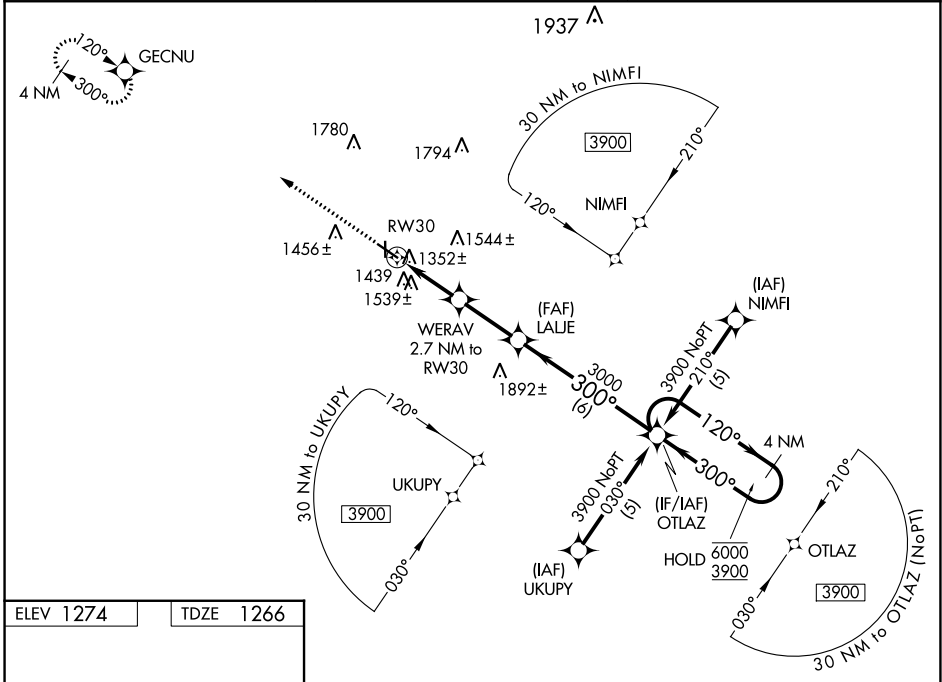 1937
120°
GECNU
4 NM
300°
30 NM to NIMFI
3900
210°
120°
NIMFI
1780
1794
RW30
1456±
1352±
1544±
1439
1539±
WERAV
2.7 NM to
RW30
(FAF)
LALJE
1892±
(IAF)
NIMFI
3900 NoPT
210°
(5)
3000
300°
(6)
120°
4 NM
300°
30 NM to UKUPY
120°
UKUPY
3900
030°
3900 NoPT
030°
(5)
(IF/IAF)
OTLAZ
(IAF)
UKUPY
HOLD
6000
3900
210°
OTLAZ
3900
030°
30 NM to OTLAZ (NoPT)
ELEV 1274
TDZE 1266